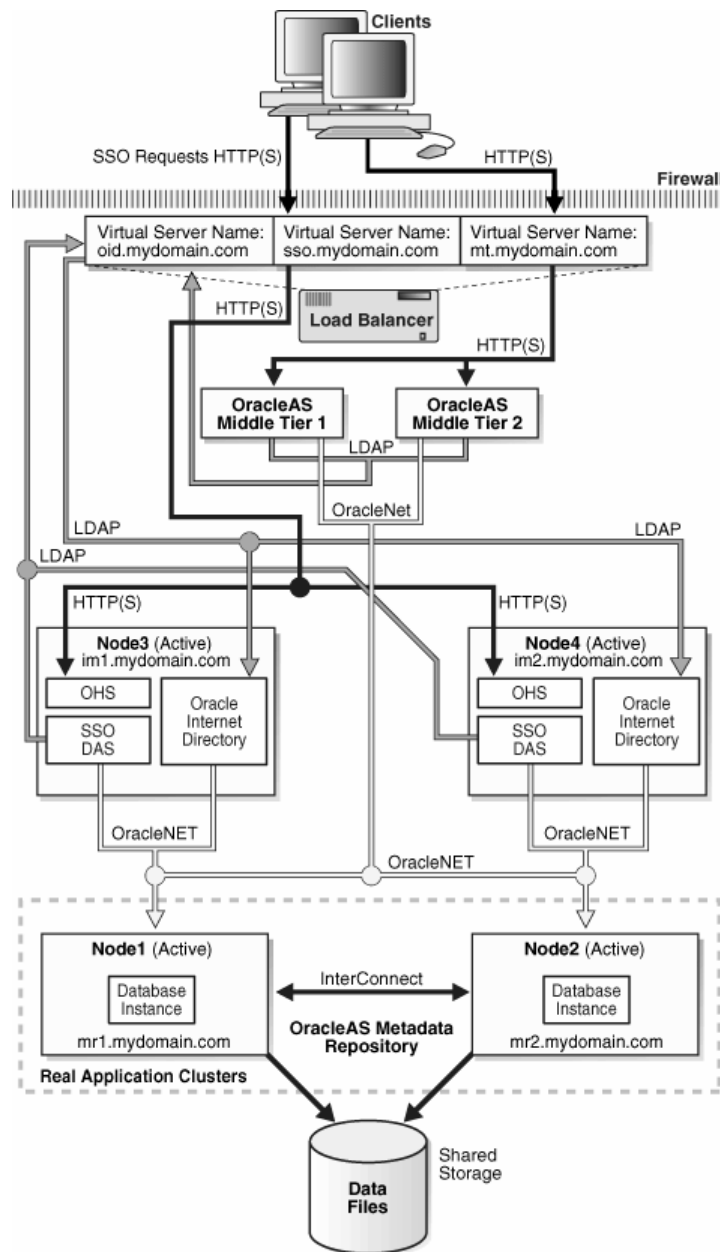 Clients
SSO Requests HTTP(S)
HTTP(S)
Firewall
Virtual Server Name:
oid.mydomain.com
Virtual Server Name:
sso.mydomain.com
Virtual Server Name:
mt.mydomain.com
HTTP(S)
Load Balancer
HTTP(S)
OracleAS
Middle Tier 1
OracleAS
Middle Tier 2
LDAP
OracleNet
LDAP
LDAP
LDAP
HTTP(S)
HTTP(S)
Node3 (Active)
im1.mydomain.com
OHS
SSO
DAS
Oracle
Internet
Directory
Node4 (Active)
im2.mydomain.com
OHS
SSO
DAS
Oracle
Internet
Directory
OracleNET
OracleNET
OracleNET
Node1 (Active)
Database
Instance
mr1.mydomain.com
InterConnect
OracleAS Metadata
Repository
Node2 (Active)
Database
Instance
mr2.mydomain.com
Real Application Clusters
Shared
Storage
Data
Files